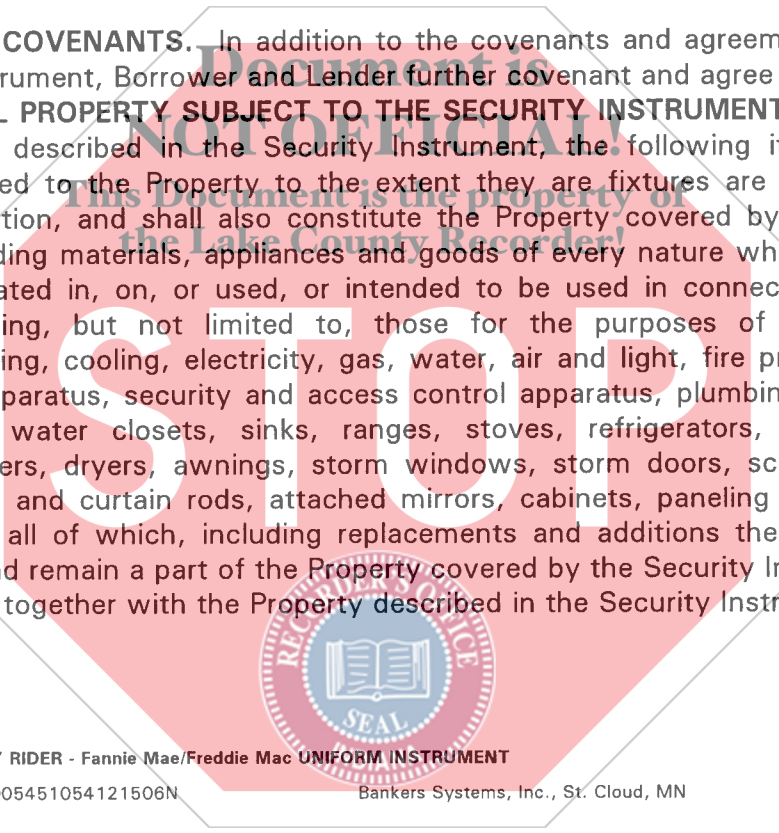 COVENANTS. In addition to the covenants and agreem
rument, Borrower and Lender further covenant and agree
Document is
L PROPERTY SUBJECT TO THE SECURITY INSTRUMENT
NOT OFFICIAL!
described in the Security Instrument, the following it
ed to the Property to the extent they are fixtures are
This Document is the property of
tion, and shall also constitute the Property covered by
the Lake County Recorder!
ding materials, appliances and goods of every nature wh
ated in, on, or used, or intended to be used in connec
ing, but not limited to, those for the purposes of
ing, cooling, electricity, gas, water, air and light, fire pr
paratus, security and access control apparatus, plumbin
STOP
water closets, sinks, ranges, stoves, refrigerators,
ers, dryers, awnings, storm windows, storm doors, sc
and curtain rods, attached mirrors, cabinets, paneling
all of which, including replacements and additions the
nd remain a part of the Property covered by the Security In
together with the Property described in the Security Instr
RECORDER'S OFFICE
SEAL
INDIANA
Y RIDER - Fannie Mae/Freddie Mac UNIFORM INSTRUMENT
005451054121506N Bankers Systems, Inc., St. Cloud, MN